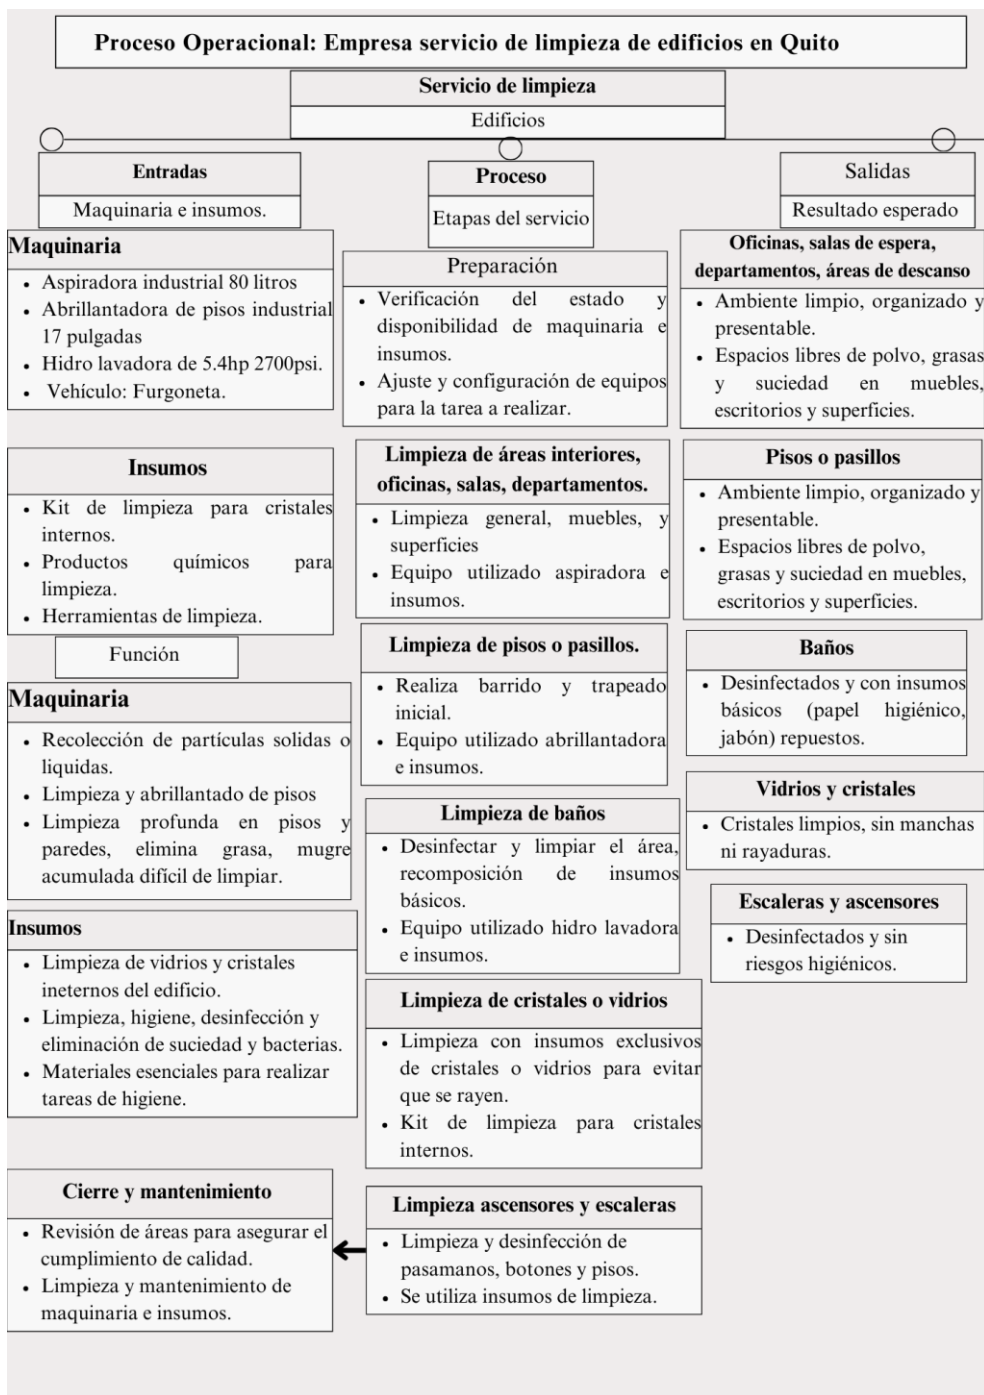 Proceso Operacional: Empresa servicio de limpieza de edificios en Quito
Servicio de limpieza
Edificios
Entradas
Maquinaria e insumos.
Maquinaria
Aspiradora industrial 80 litros
Abrillantadora de pisos industrial
17 pulgadas
Hidro lavadora de 5.4hp 2700psi.
Vehículo: Furgoneta.
Insumos
Kit de limpieza para cristales
internos.
Productos químicos para
limpieza.
Herramientas de limpieza.
Función
Maquinaria
Recolección de partículas solidas o
liquidas.
Limpieza y abrillantado de pisos
Limpieza profunda en pisos y
paredes, elimina grasa, mugre
acumulada difícil de limpiar.
Insumos
Limpieza de vidrios y cristales
ineternos del edificio.
Limpieza, higiene, desinfección y
eliminación de suciedad y bacterias.
Materiales esenciales para realizar
tareas de higiene.
Proceso
Etapas del servicio
Preparación
Verificación del estado y
disponibilidad de maquinaria e
insumos.
Ajuste y configuración de equipos
para la tarea a realizar.
Limpieza de áreas interiores,
oficinas, salas, departamentos.
Limpieza general, muebles, y
superficies
Equipo utilizado aspiradora e
insumos.
Limpieza de pisos o pasillos.
Realiza barrido y trapeado
inicial.
Equipo utilizado abrillantadora
e insumos.
Limpieza de baños
Desinfectar y limpiar el área,
recomposición de insumos
básicos.
Equipo utilizado hidro lavadora
e insumos.
Limpieza de cristales o vidrios
Limpieza con insumos exclusivos
de cristales o vidrios para evitar
que se rayen.
Kit de limpieza para cristales
internos.
Limpieza ascensores y escaleras
Limpieza y desinfección de
pasamanos, botones y pisos.
Se utiliza insumos de limpieza.
Cierre y mantenimiento
Revisión de áreas para asegurar el
cumplimiento de calidad.
Limpieza y mantenimiento de
maquinaria e insumos.
Salidas
Resultado esperado
Oficinas, salas de espera,
departamentos, áreas de descanso
Ambiente limpio, organizado y
presentable.
Espacios libres de polvo, grasas
y suciedad en muebles,
escritorios y superficies.
Pisos o pasillos
Ambiente limpio, organizado y
presentable.
Espacios libres de polvo,
grasas y suciedad en muebles,
escritorios y superficies.
Baños
Desinfectados y con insumos
básicos (papel higiénico,
jabón) repuestos.
Vidrios y cristales
Cristales limpios, sin manchas
ni rayaduras.
Escaleras y ascensores
Desinfectados y sin
riesgos higiénicos.